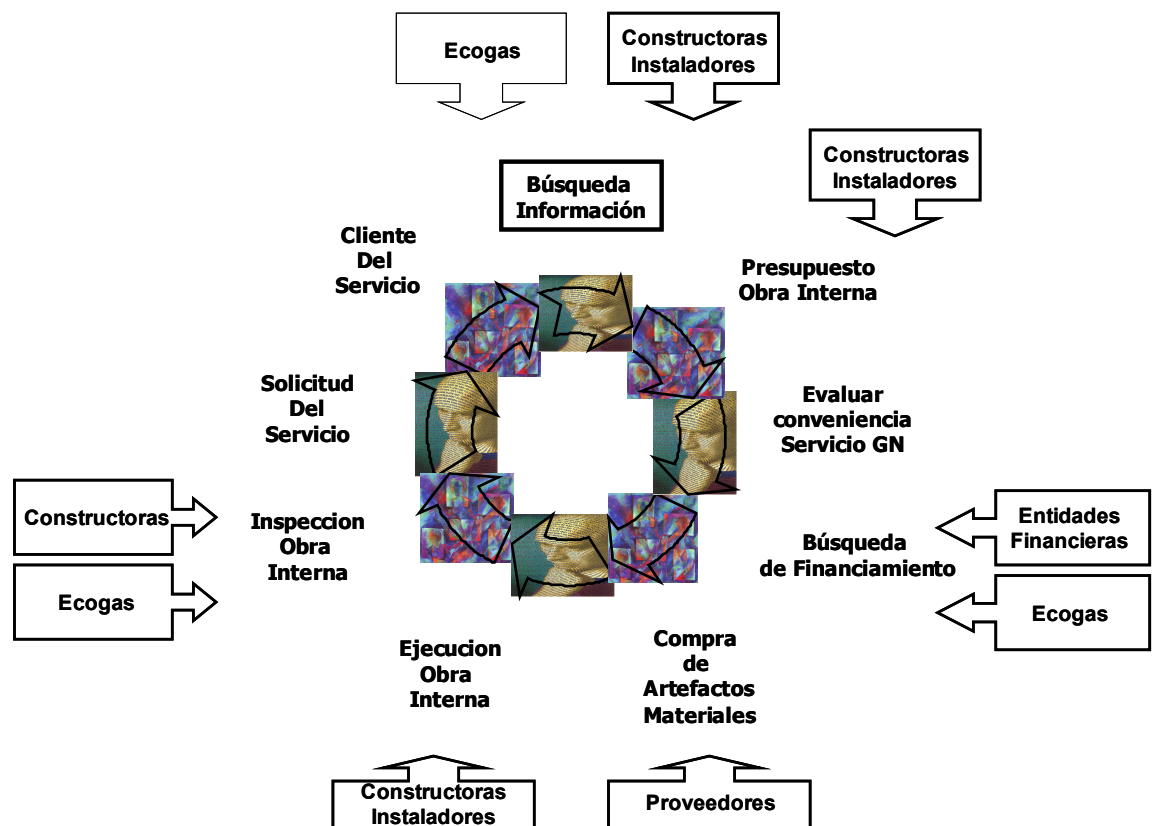 Ecogas
Constructoras
Instaladores
Constructoras
Instaladores
Búsqueda
Información
Cliente
Del
Servicio
Presupuesto
Obra Interna
Solicitud
Del
Servicio
Evaluar
conveniencia
Servicio GN
Constructoras
Inspeccion
Obra
Interna
Ecogas
Búsqueda
de Financiamiento
Entidades
Financieras
Ecogas
Ejecucion
Obra
Interna
Compra
de
Artefactos
Materiales
Constructoras
Instaladores
Proveedores